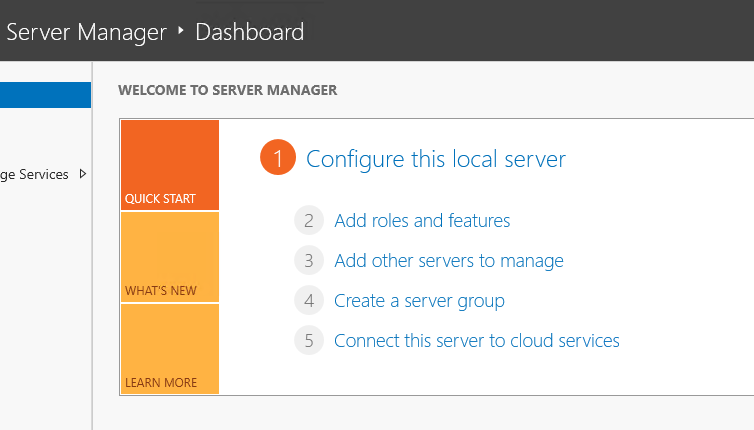 Server Manager ‣ Dashboard
WELCOME TO SERVER MANAGER
ge Services
QUICK START
WHAT'S NEW
LEARN MORE
1 Configure this local server
2 Add roles and features
3 Add other servers to manage
4 Create a server group
5 Connect this server to cloud services